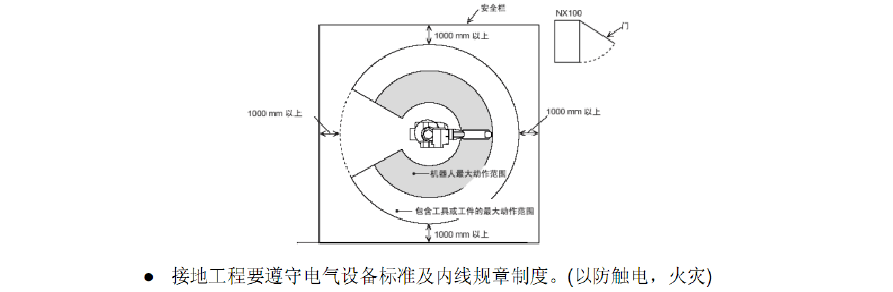 安全栏
NX100
门
1000 mm 以上
1000 mm 以上
1000 mm 以上
机器人最大动作范围
包含工具或工件的最大动作范围
1000 mm 以上
● 接地工程要遵守电气设备标准及内线规章制度。(以防触电，火灾)